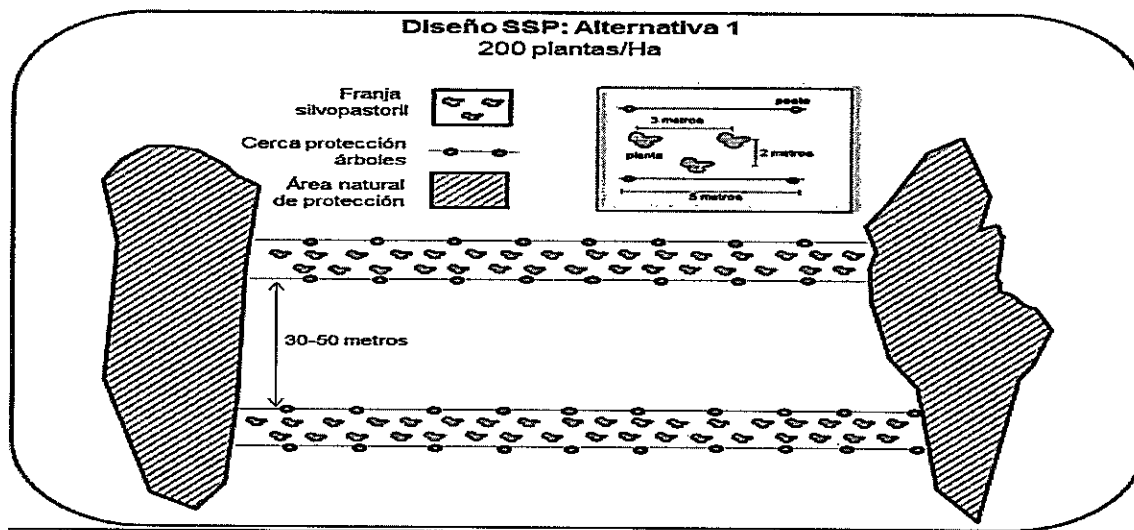 Diseño SSP: Alternativa 1
200 plantas/Ha
Franja
silvopastoril
Cerca protección
árboles
Área natural
de protección
poste
3 metros
planta
2 metros
5 metros
30-50 metros